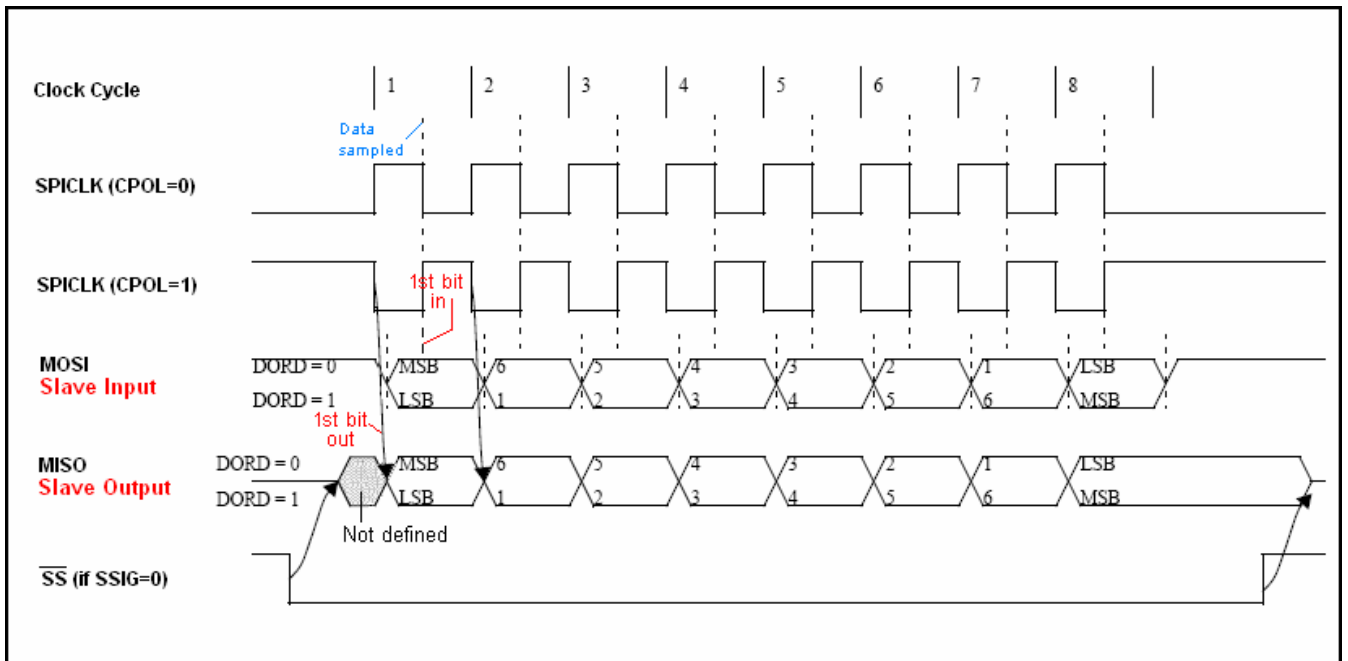 Clock Cycle 1 2 3 4 5 6 7 8
Data
sampled
SPICLK (CPOL=0)
SPICLK (CPOL=1)
1st bit
in
MOSI DORD = 0 MSB 6 5 4 3 2 1 LSB
Slave Input
DORD = 1 LSB 1 2 3 4 5 6 MSB
1st bit
out
MISO DORD = 0 MSB 6 5 4 3 2 1 LSB
Slave Output DORD = 1 LSB 1 2 3 4 5 6 MSB
Not defined
SS (if SSIG=0)